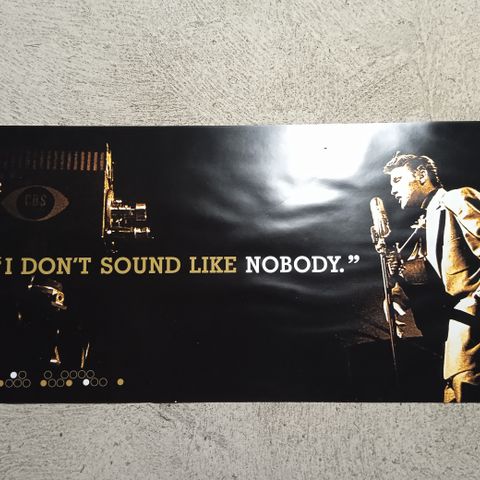 CBS
“I DON'T SOUND LIKE NOBODY.”